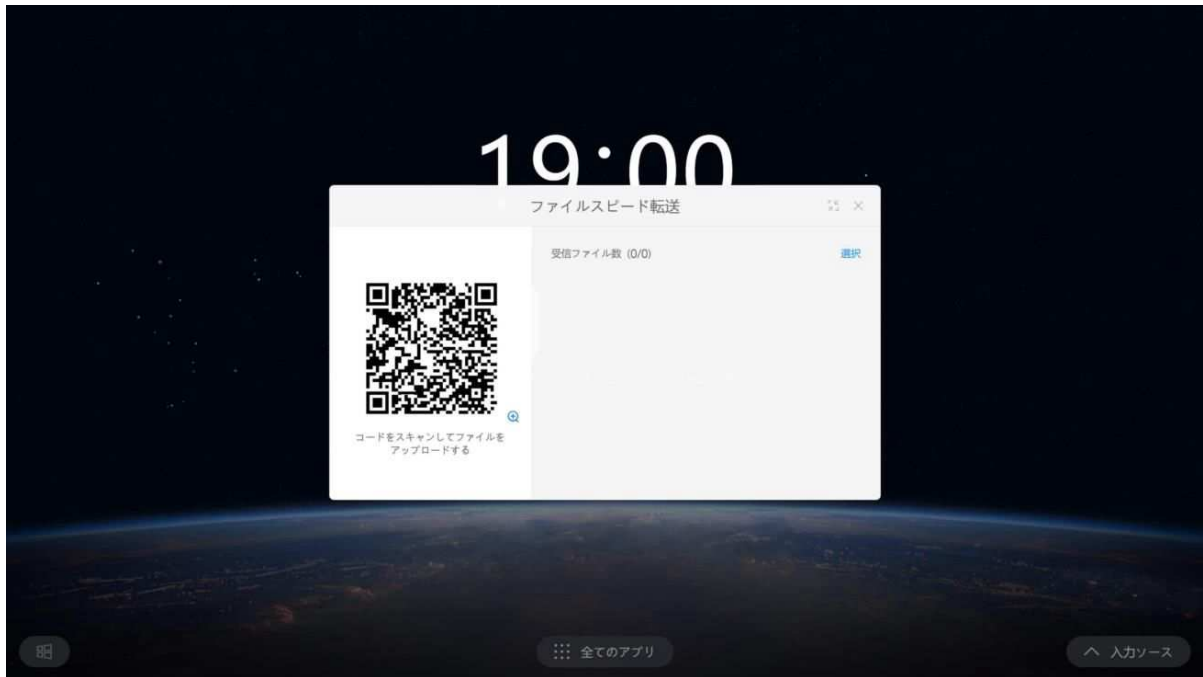 19:00
ファイルスピード転送
受信ファイル数 (0/0)
選択
コードをスキャンしてファイルを
アップロードする
全てのアプリ
入力ソース